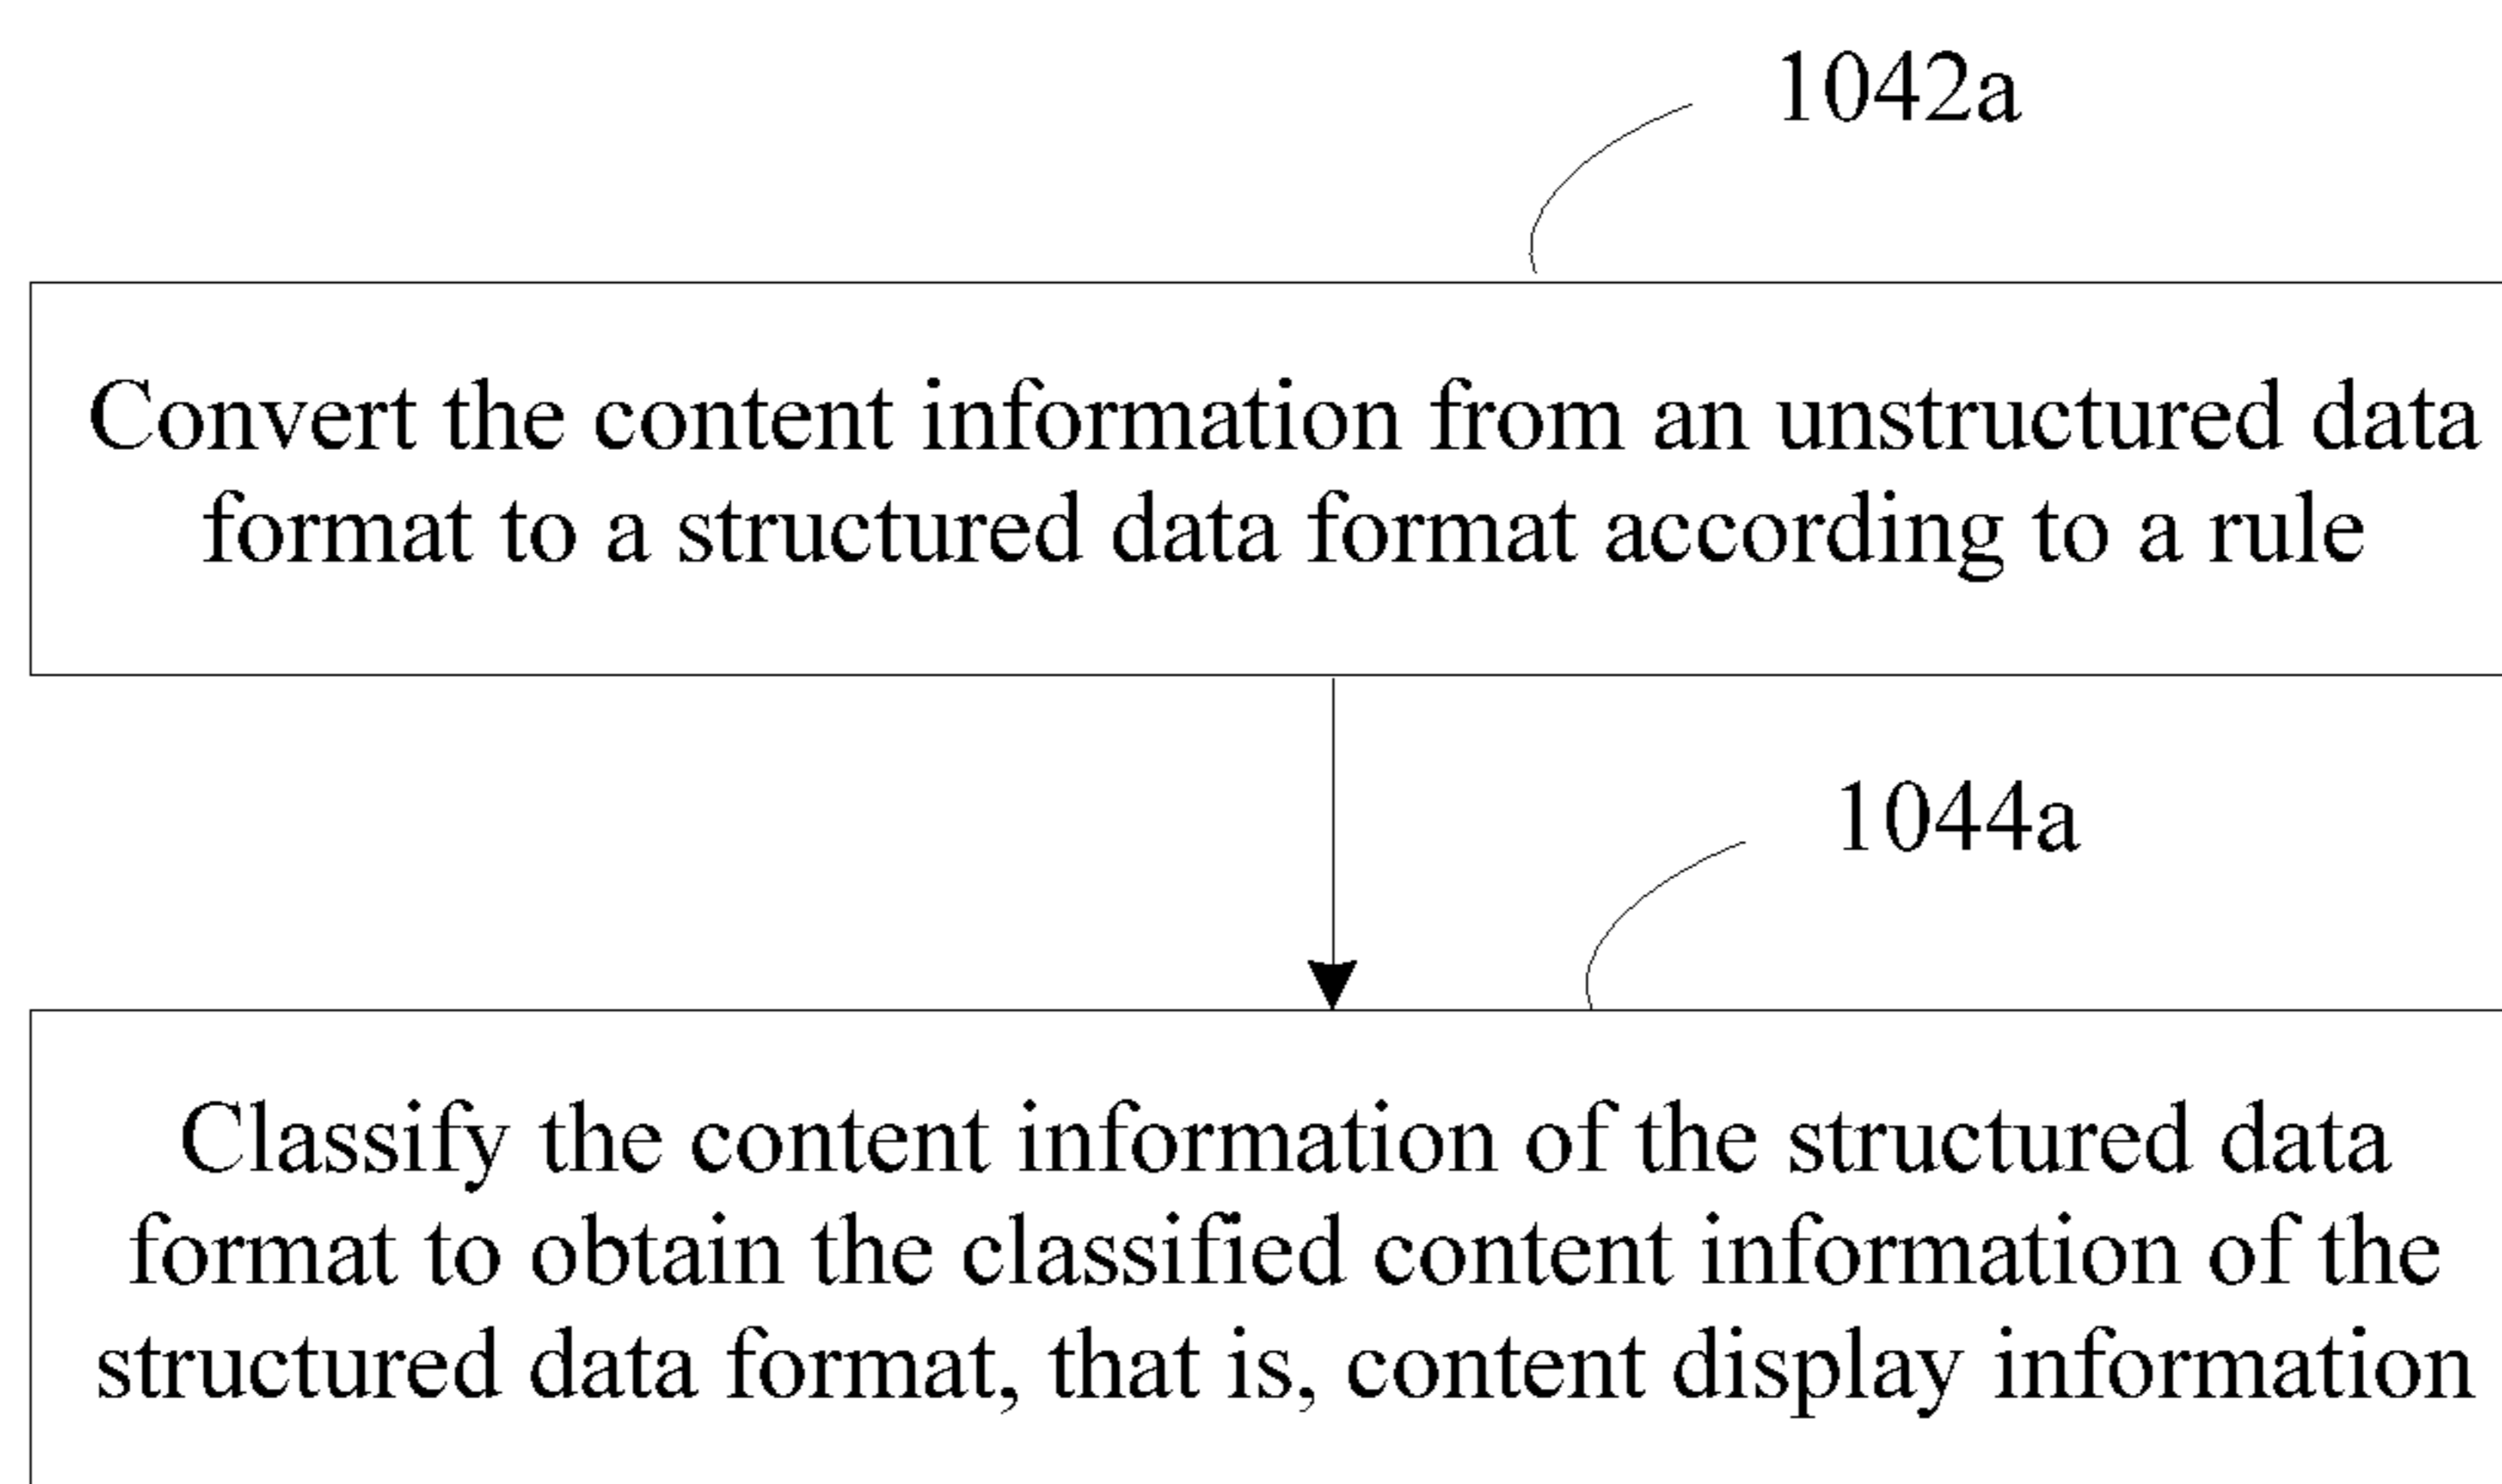 1042a
Convert the content information from an unstructured data
format to a structured data format according to a rule
1044a
Classify the content information of the structured data
format to obtain the classified content information of the
structured data format, that is, content display information